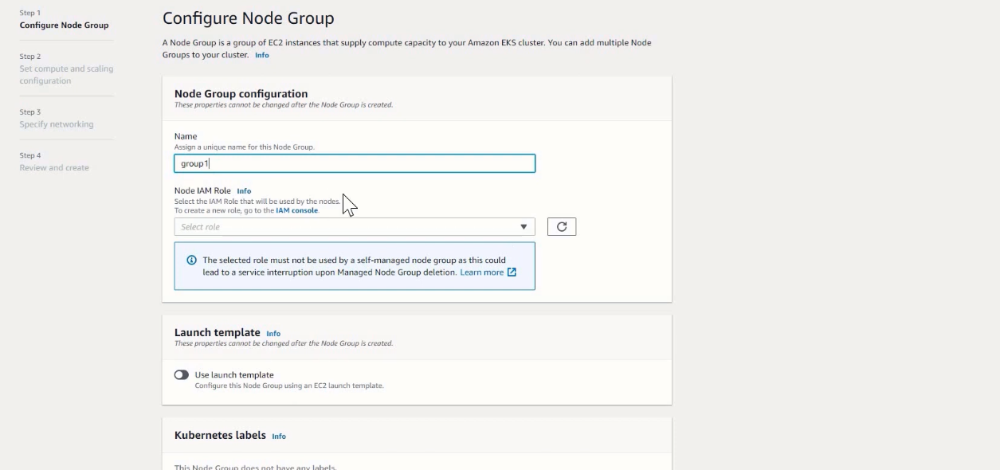 Step 1
Configure Node Group
Step 2
Set compute and scaling
configuration
Step 3
Specify networking
Step 4
Review and create
Configure Node Group
A Node Group is a group of EC2 instances that supply compute capacity to your Amazon EKS cluster. You can add multiple Node
Groups to your cluster. Info
Node Group configuration
These properties cannot be changed after the Node Group is created.
Name
Assign a unique name for this Node Group.
group1
Node IAM Role Info
Select the IAM Role that will be used by the nodes.
To create a new role, go to the IAM console.
Select role
The selected role must not be used by a self-managed node group as this could
lead to a service interruption upon Managed Node Group deletion. Learn more
Launch template Info
These properties cannot be changed after the Node Group is created.
Use launch template
Configure this Node Group using an EC2 launch template.
Kubernetes labels Info
This Node Group does not have any labels.